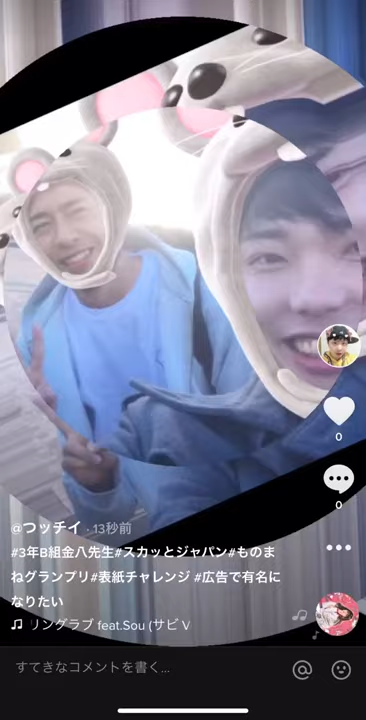 0
0
@つッチイ · 13秒前
#3年B組金八先生#スカッとジャパン#ものま
ねグランプリ#表紙チャレンジ #広告で有名に
なりたい
リングラブ feat.Sou (サビ V
すてきなコメントを書く...